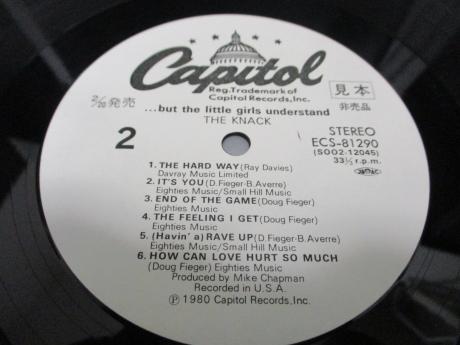 Capitol
Reg. Trademark of
Capitol Records, Inc.
2/20 発売
見本
非売品
...but the little girls understand
THE KNACK
2
STEREO
ECS-81290
(SOO2-12045)
33⅓ r.p.m.
1. THE HARD WAY (Ray Davies)
Davray Music Limited
2. IT'S YOU (D.Fieger-B.Averre)
Eighties Music/Small Hill Music
3. END OF THE GAME (Doug Fieger)
Eighties Music
4. THE FEELING I GET (Doug Fieger)
Eighties Music
5. (Havin' a) RAVE UP (D.Fieger-B.Averre)
Eighties Music/Small Hill Music
6. HOW CAN LOVE HURT SO MUCH
(Doug Fieger) Eighties Music
Produced by Mike Chapman
Recorded in U.S.A.
Ⓟ 1980 Capitol Records, Inc.